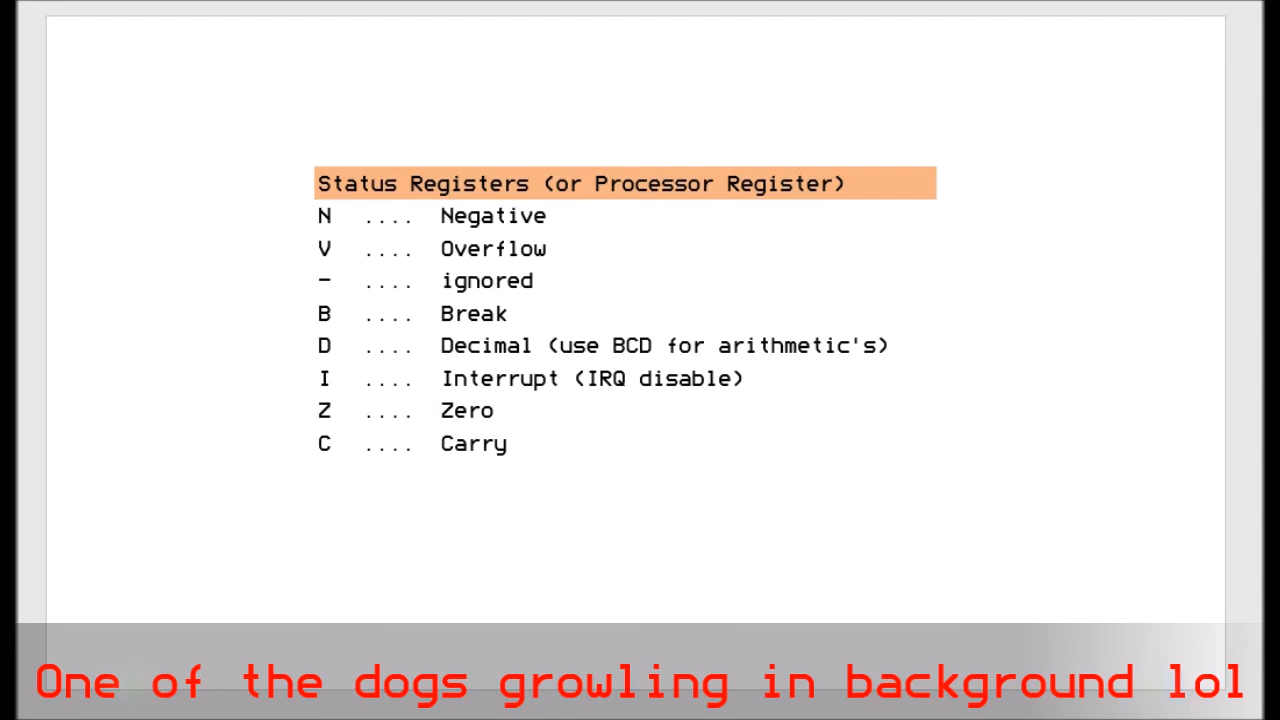 Status Registers (or Processor Register)
N .... Negative
V .... Overflow
- .... ignored
B .... Break
D .... Decimal (use BCD for arithmetic's)
I .... Interrupt (IRQ disable)
Z .... Zero
C .... Carry
One of the dogs growling in background lol